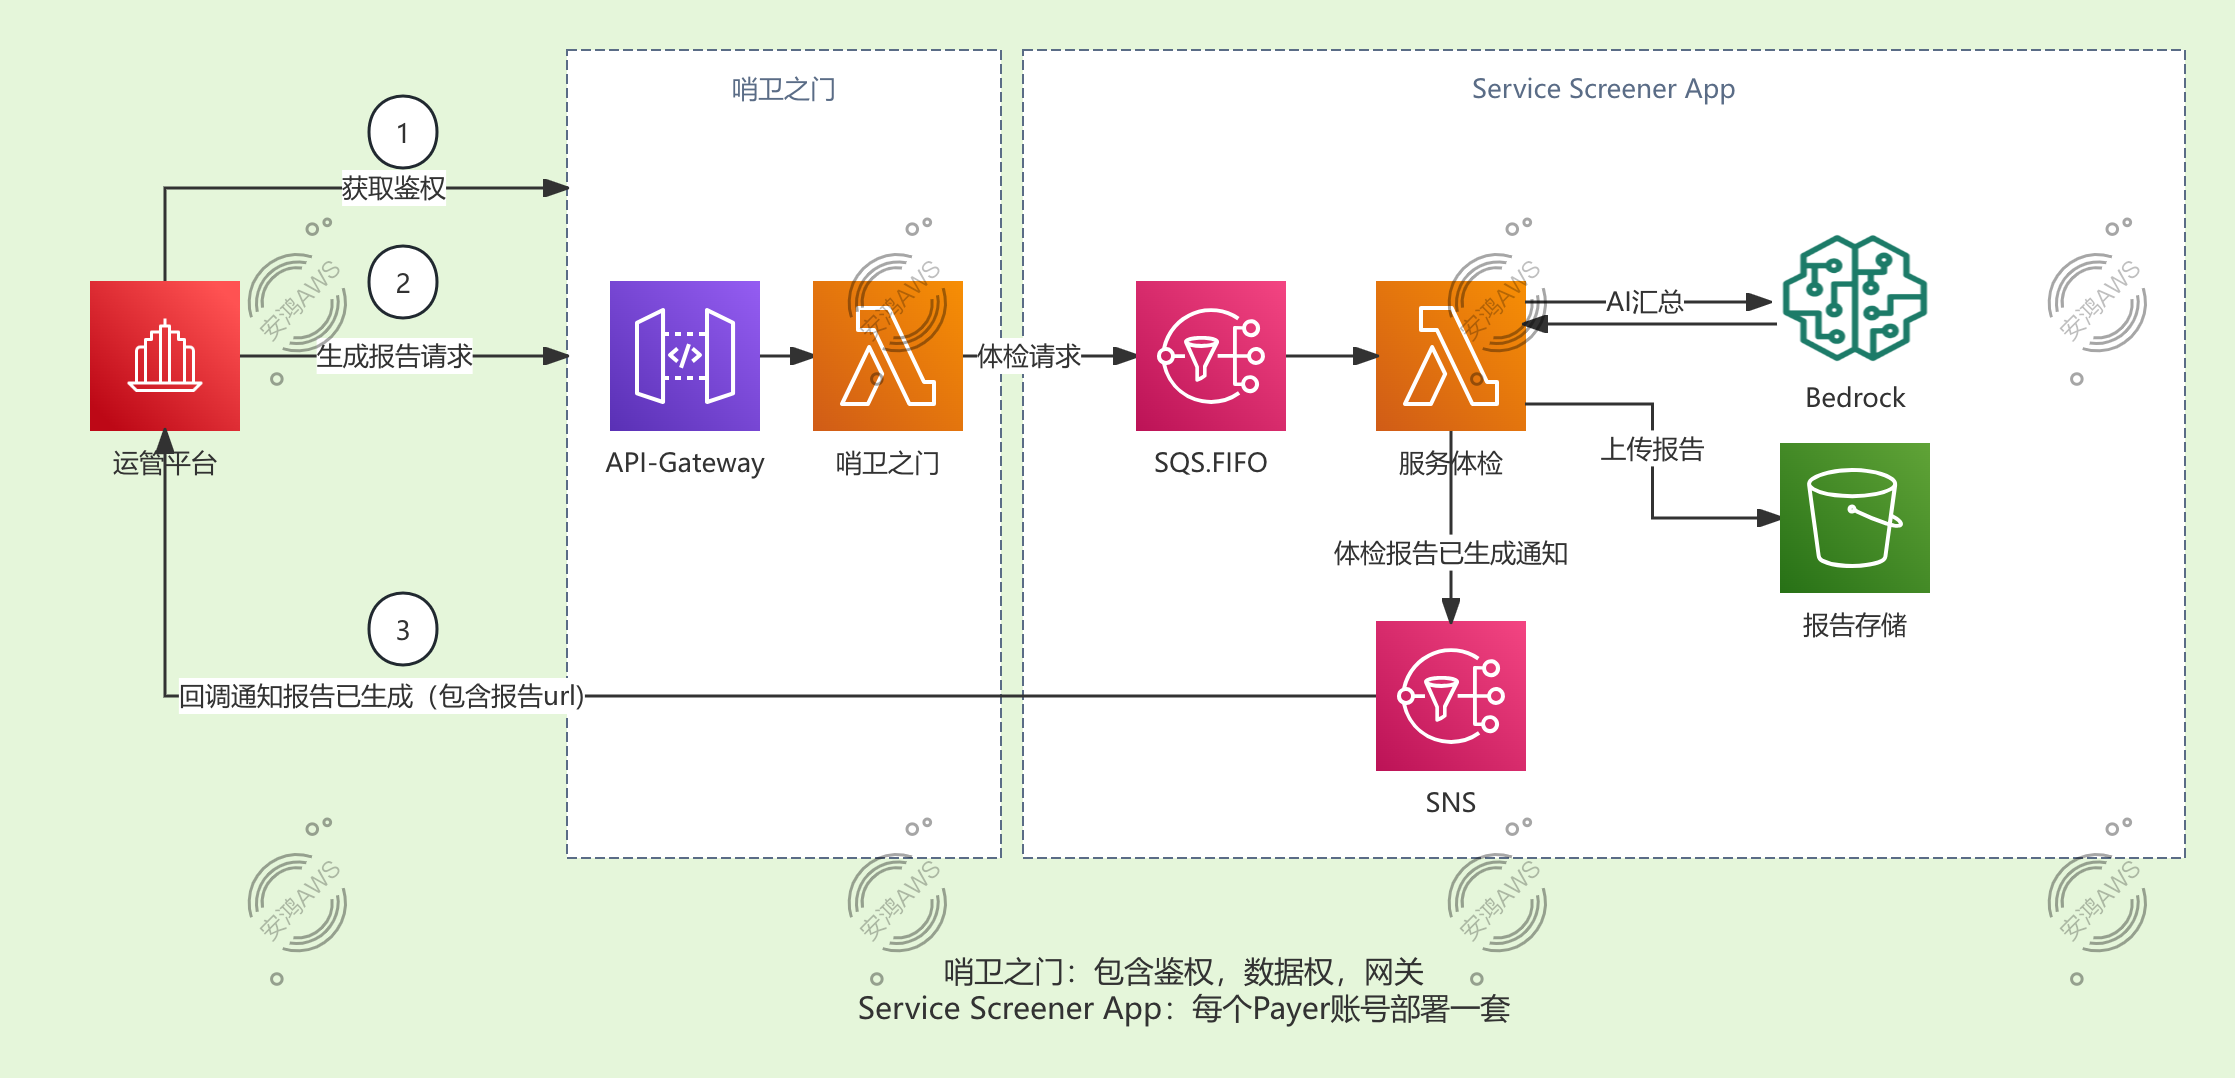 哨卫之门
Service Screener App
1
获取鉴权
2
生成报告请求
运管平台
API-Gateway
哨卫之门
体检请求
SQS.FIFO
服务体检
AI汇总
Bedrock
上传报告
报告存储
体检报告已生成通知
3
回调通知报告已生成（包含报告url)
SNS
哨卫之门：包含鉴权，数据权，网关
Service Screener App：每个Payer账号部署一套
安鸿AWS
安鸿AWS
安鸿AWS
安鸿AWS
安鸿AWS
安鸿AWS
安鸿AWS
安鸿AWS